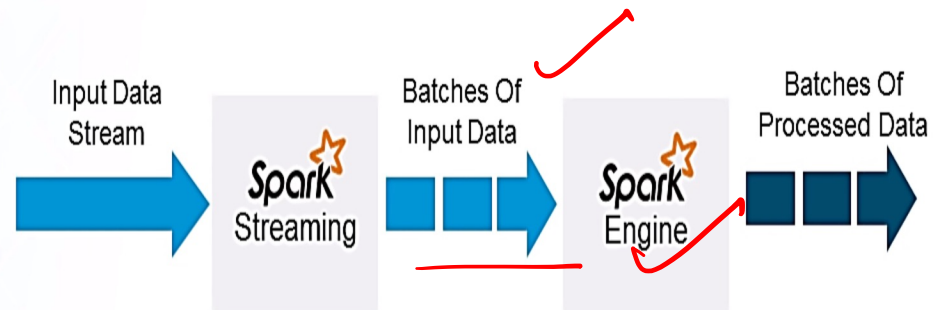 Input Data
Stream
Spark
Streaming
Batches Of
Input Data
Spark
Engine
Batches Of
Processed Data